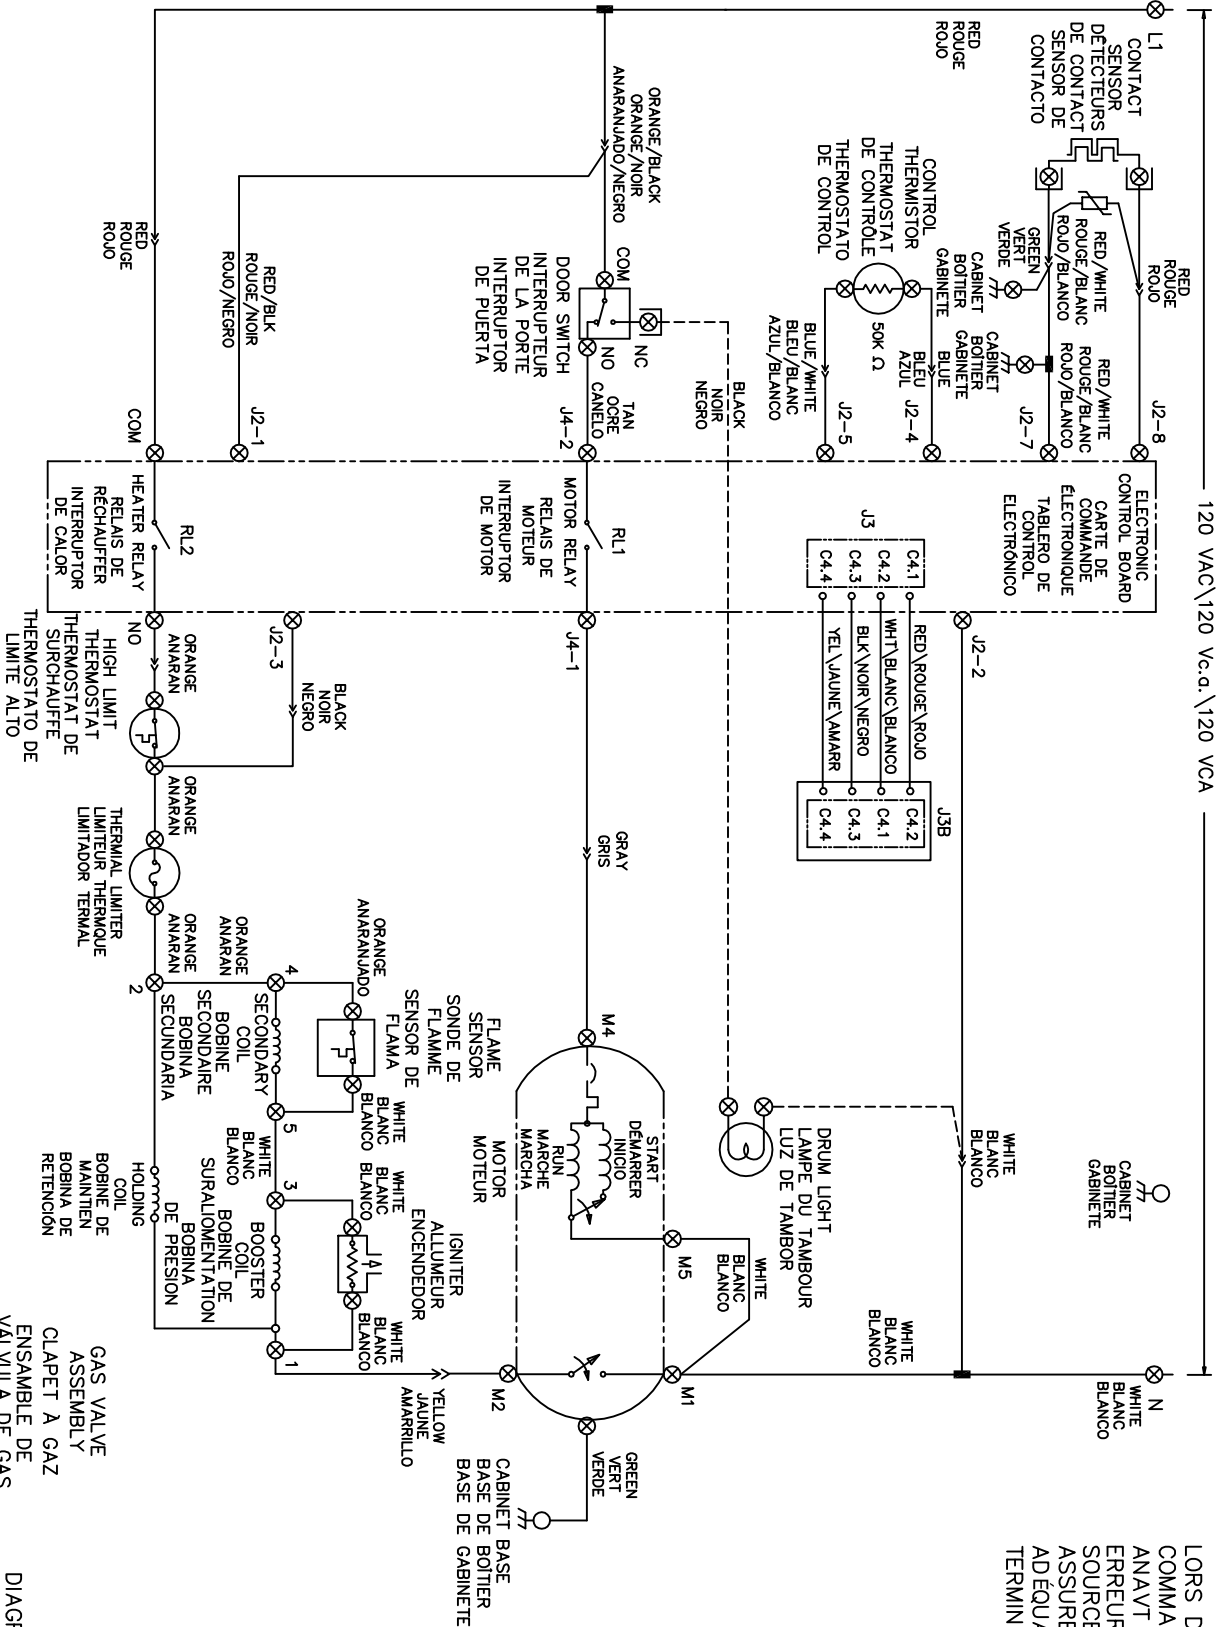 120 VAC\120 Vc.a.\120 VCA
L1
RED
ROUGE
ROJO
CONTACT
SENSOR
DÉTECTEURS
DE CONTACT
SENSOR DE
CONTACTO
RED
ROUGE
ROJO
J2-8
RED/WHITE
ROUGE/BLANC
ROJO/BLANCO
RED/WHITE
ROUGE/BLANC
ROJO/BLANCO
J2-7
GREEN
VERT
VERDE
CABINET
BOÎTIER
GABINETE
CABINET
BOÎTIER
GABINETE
CONTROL
THERMISTOR
THERMOSTAT
DE CONTRÔLE
THERMOSTATO
DE CONTROL
50K Ω
BLUE
BLEU
AZUL
J2-4
BLUE/WHITE
BLEU/BLANC
AZUL/BLANCO
J2-5
BLACK
NOIR
NEGRO
ORANGE/BLACK
ORANGE/NOIR
ANARANJADO/NEGRO
COM
NC
NO
DOOR SWITCH
INTERRUPTEUR
DE LA PORTE
INTERRUPTOR
DE PUERTA
TAN
OCRE
CANELO
J4-2
RED/BLK
ROUGE/NOIR
ROJO/NEGRO
J2-1
RED
ROUGE
ROJO
COM
ELECTRONIC
CONTROL BOARD
CARTE DE
COMMANDE
ÉLECTRONIQUE
TABLERO DE
CONTROL
ELECTRÓNICO
J3
C4.1
C4.2
C4.3
C4.4
RL1
MOTOR RELAY
RELAIS DE
MOTEUR
INTERRUPTOR
DE MOTOR
RL2
HEATER RELAY
RELAIS DE
RÉCHAUFFER
INTERRUPTOR
DE CALOR
J2-2
RED\ROUGE\ROJO
WHT\BLANC\BLANCO
BLK\NOIR\NEGRO
YEL\JAUNE\AMARR
J3B
C4.2
C4.1
C4.3
C4.4
J4-1
GRAY
GRIS
J2-3
BLACK
NOIR
NEGRO
NO
ORANGE
ANARAN
HIGH LIMIT
THERMOSTAT
THERMOSTAT DE
SURCHAUFFE
THERMOSTATO DE
LIMITE ALTO
ORANGE
ANARAN
THERMIAL LIMITER
LIMITEUR THERMQUE
LIMITADOR TERMAL
ORANGE
ANARAN
2
ORANGE
ANARAN
4
ORANGE
ANARANJADO
FLAME
SENSOR
SONDE DE
FLAMME
SENSOR DE
FLAMA
SECONDARY
COIL
BOBINE
SECONDAIRE
BOBINA
SECUNDARIA
WHITE
BLANC
BLANCO
5
WHITE
BLANC
BLANCO
3
WHITE
BLANC
BLANCO
IGNITER
ALLUMEUR
ENCENDEDOR
BOOSTER
COIL
BOBINE DE
SURALIOMENTATION
BOBINA
DE PRESION
HOLDING
COIL
BOBINE DE
MAINTIEN
BOBINA DE
RETENCIÓN
WHITE
BLANC
BLANCO
1
YELLOW
JAUNE
AMARRILLO
GAS VALVE
ASSEMBLY
CLAPET À GAZ
ENSAMBLE DE
VÁLVULA DE GAS
M4
START
DÉMARRER
INICIO
RUN
MARCHE
MARCHA
MOTOR
MOTEUR
M5
WHITE
BLANC
BLANCO
M1
M2
DRUM LIGHT
LAMPE DU TAMBOUR
LUZ DE TAMBOR
WHITE
BLANC
BLANCO
WHITE
BLANC
BLANCO
CABINET
BOÎTIER
GABINETE
N
WHITE
BLANC
BLANCO
GREEN
VERT
VERDE
CABINET BASE
BASE DE BOÎTIER
BASE DE GABINETE
LORS D
COMMA
ANAVT
ERREUR
SOURCE
ASSURE
ADÉQUA
TERMIN
DIAGR